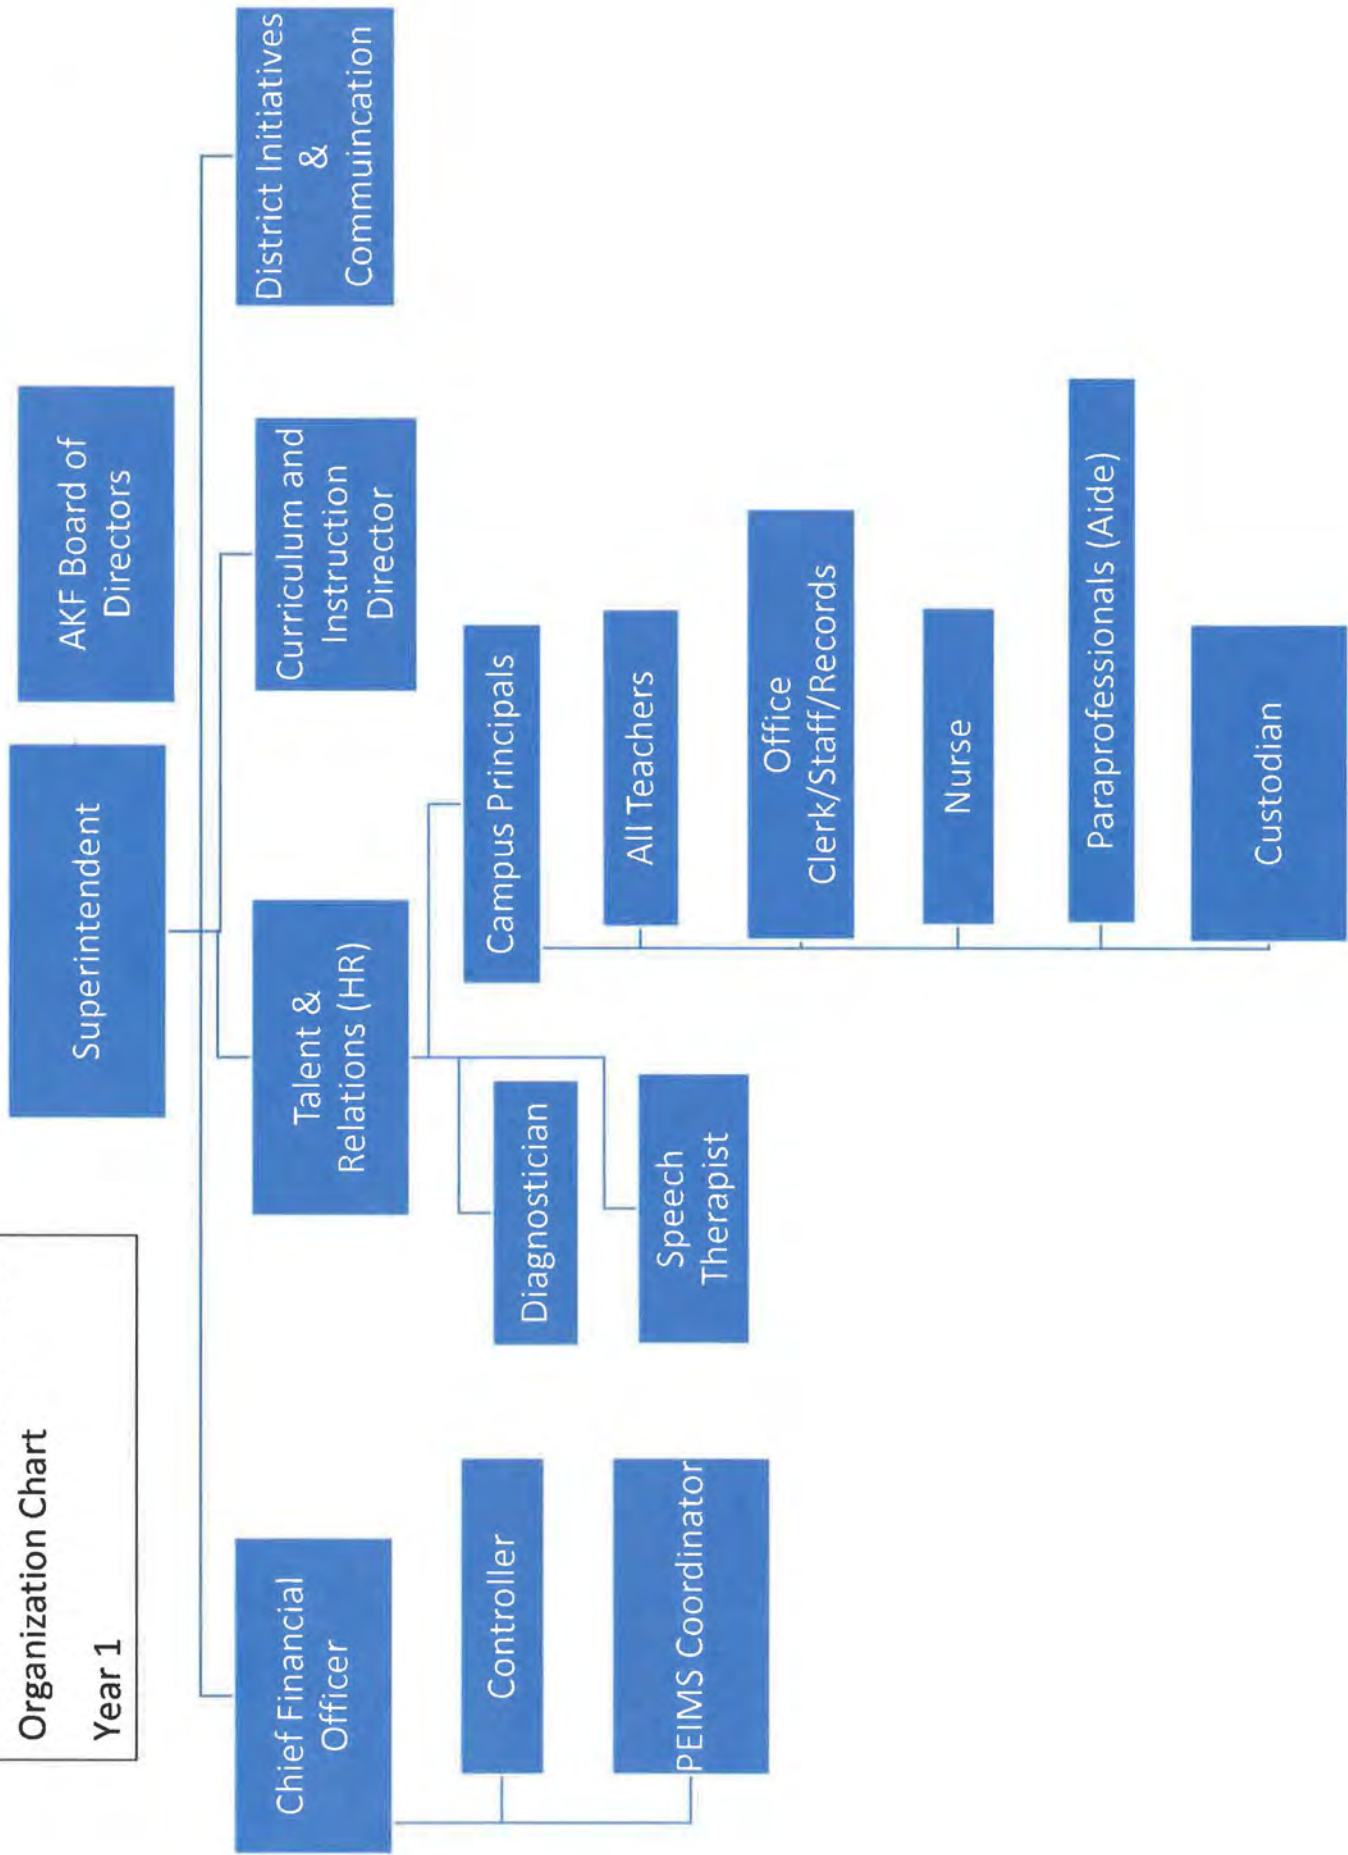 Organization Chart
Year 1
Superintendent
AKF Board of
Directors
Chief Financial
Officer
Talent &
Relations (HR)
Curriculum and
Instruction
Director
District Initiatives
&
Commuincation
Controller
PEIMS Coordinator
Diagnostician
Speech
Therapist
Campus Principals
All Teachers
Office
Clerk/Staff/Records
Nurse
Paraprofessionals (Aide)
Custodian